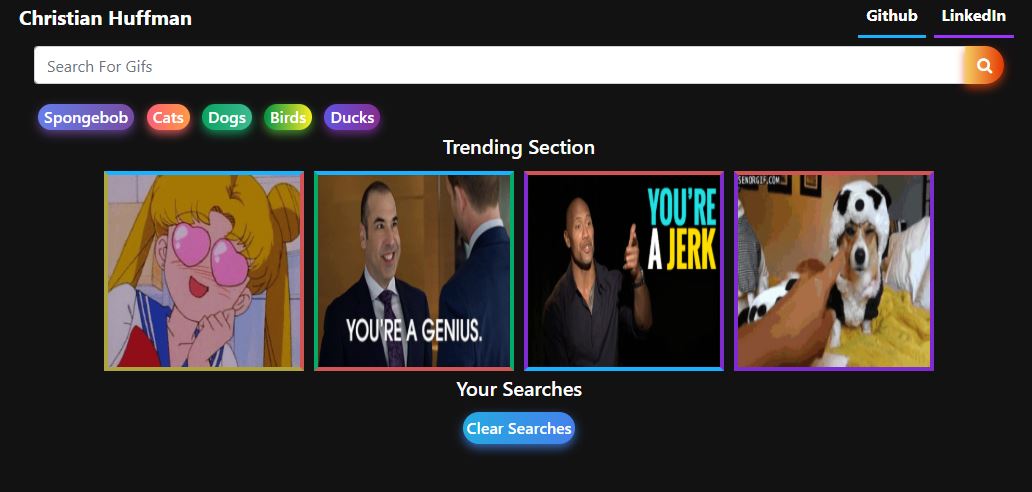 Christian Huffman
Github LinkedIn
Search For Gifs
Spongebob Cats Dogs Birds Ducks
Trending Section
YOU'RE A GENIUS.
YOU'RE
A JERK
SENDRGIF.COM
Your Searches
Clear Searches